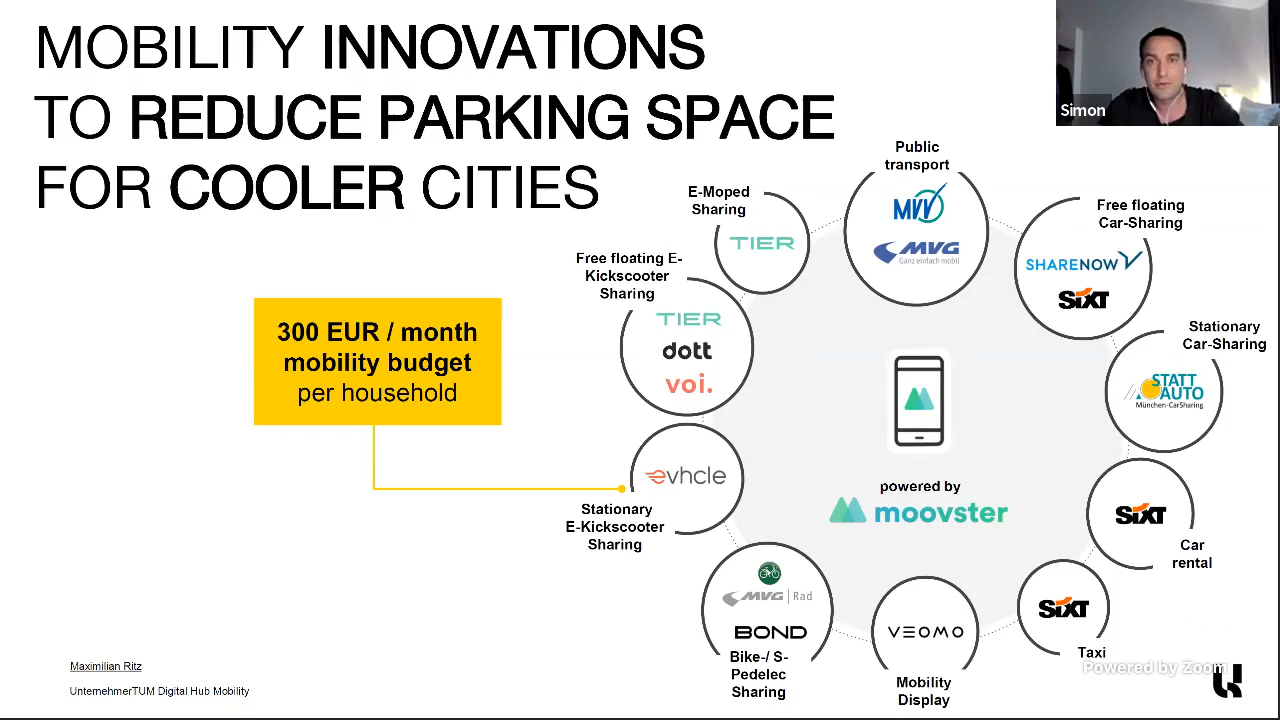 MOBILITY INNOVATIONS
TO REDUCE PARKING SPACE
FOR COOLER CITIES
Simon
Public
transport
MVV
MVG
Ganz einfach mobil
E-Moped
Sharing
TIER
Free floating
Car-Sharing
SHARE NOW
SIXT
Free floating E-
Kickscooter
Sharing
TIER
dott
voi.
Stationary
Car-Sharing
STATT
AUTO
München·CarSharing
300 EUR / month
mobility budget
per household
evhcle
Stationary
E-Kickscooter
Sharing
powered by
moovster
SIXT
Car
rental
MVG | Rad
BOND
Bike-/ S-
Pedelec
Sharing
VEOMO
Mobility
Display
SIXT
Taxi
Powered by Zoom
Maximilian Ritz
UnternehmerTUM Digital Hub Mobility